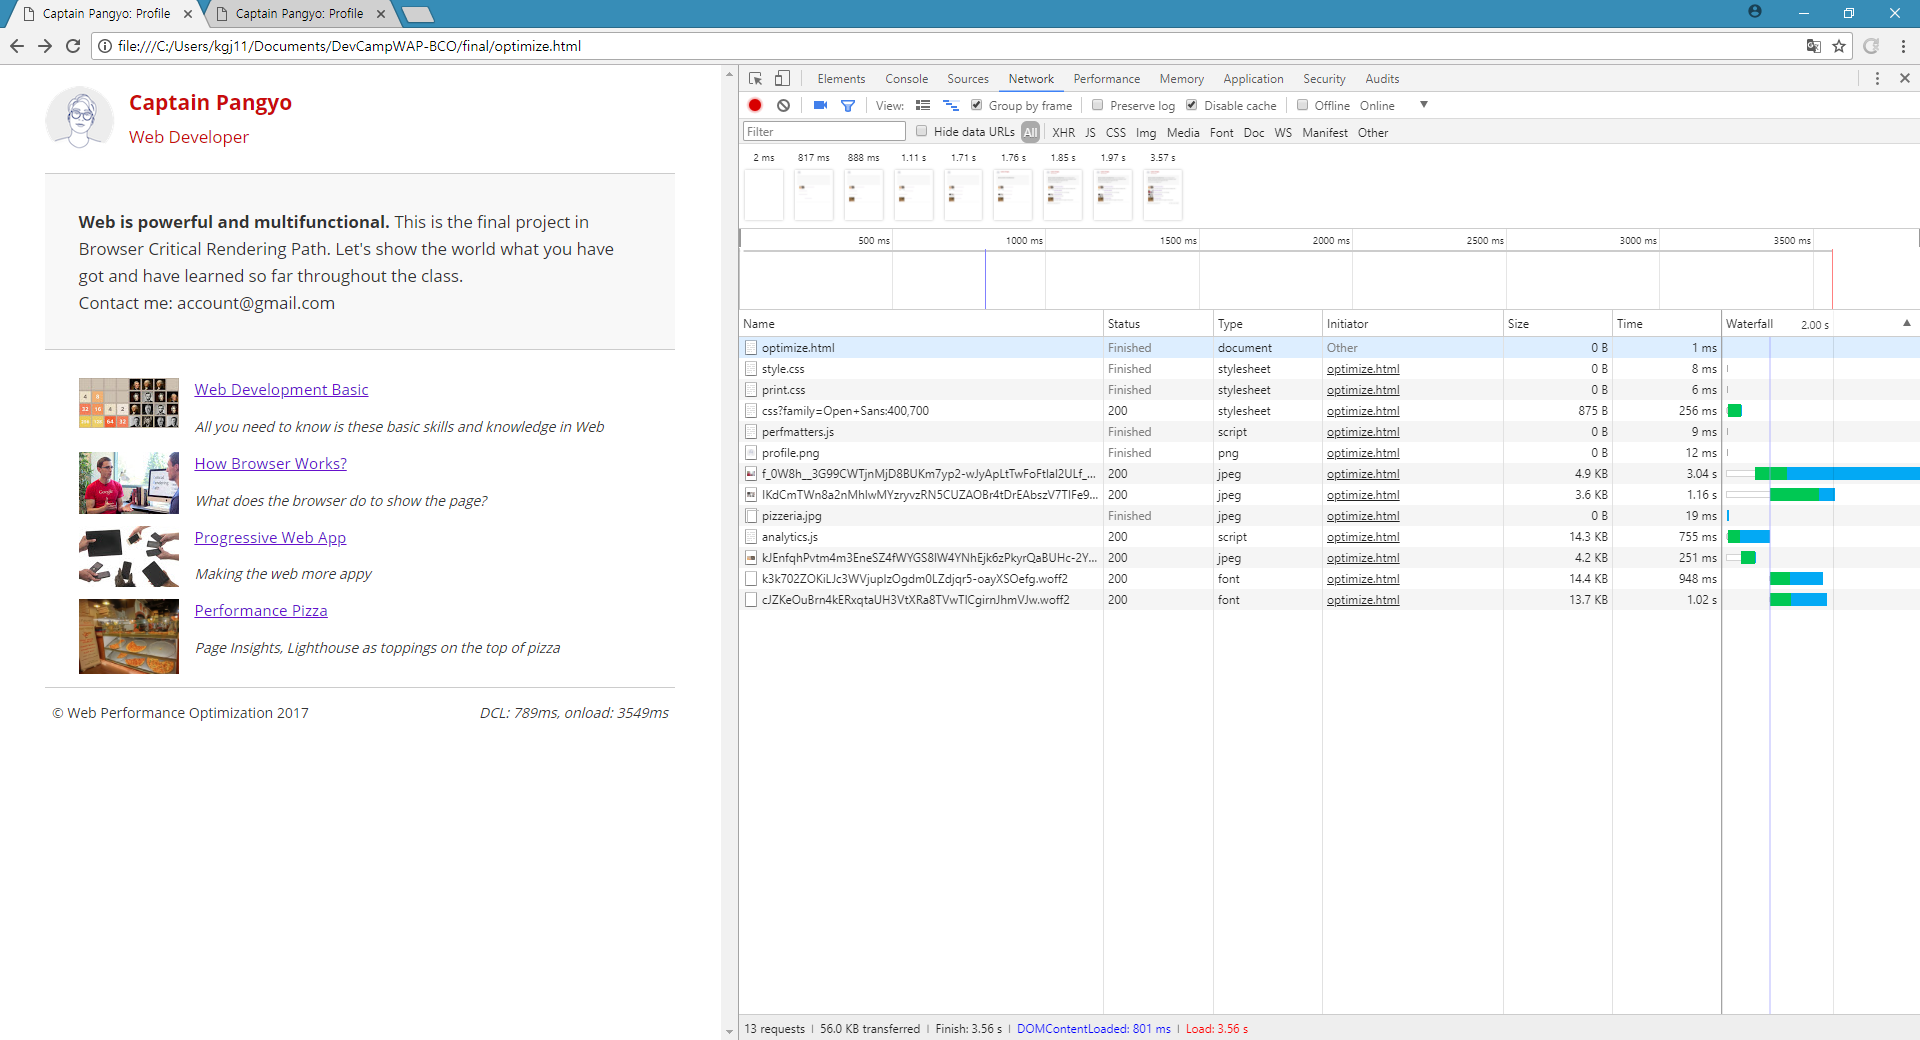 Captain Pangyo: Profile
Captain Pangyo: Profile
file:///C:/Users/kgj11/Documents/DevCampWAP-BCO/final/optimize.html
Captain Pangyo
Web Developer
Web is powerful and multifunctional. This is the final project in
Browser Critical Rendering Path. Let's show the world what you have
got and have learned so far throughout the class.
Contact me: account@gmail.com
Web Development Basic
All you need to know is these basic skills and knowledge in Web
How Browser Works?
What does the browser do to show the page?
Progressive Web App
Making the web more appy
Performance Pizza
Page Insights, Lighthouse as toppings on the top of pizza
© Web Performance Optimization 2017 DCL: 789ms, onload: 3549ms
Elements Console Sources Network Performance Memory Application Security Audits
View: Group by frame Preserve log Disable cache Offline Online
Filter Hide data URLs All XHR JS CSS Img Media Font Doc WS Manifest Other
2 ms 817 ms 888 ms 1.11 s 1.71 s 1.76 s 1.85 s 1.97 s 3.57 s
500 ms 1000 ms 1500 ms 2000 ms 2500 ms 3000 ms 3500 ms
Name Status Type Initiator Size Time Waterfall 2.00 s
optimize.html Finished document Other 0 B 1 ms
style.css Finished stylesheet optimize.html 0 B 8 ms
print.css Finished stylesheet optimize.html 0 B 6 ms
css?family=Open+Sans:400,700 200 stylesheet optimize.html 875 B 256 ms
perfmatters.js Finished script optimize.html 0 B 9 ms
profile.png Finished png optimize.html 0 B 12 ms
200 jpeg optimize.html 4.9 KB 3.04 s
200 jpeg optimize.html 3.6 KB 1.16 s
pizzeria.jpg Finished jpeg optimize.html 0 B 19 ms
analytics.js 200 script optimize.html 14.3 KB 755 ms
200 jpeg optimize.html 4.2 KB 251 ms
200 font optimize.html 14.4 KB 948 ms
200 font optimize.html 13.7 KB 1.02 s
13 requests | 56.0 KB transferred | Finish: 3.56 s | DOMContentLoaded: 801 ms | Load: 3.56 s